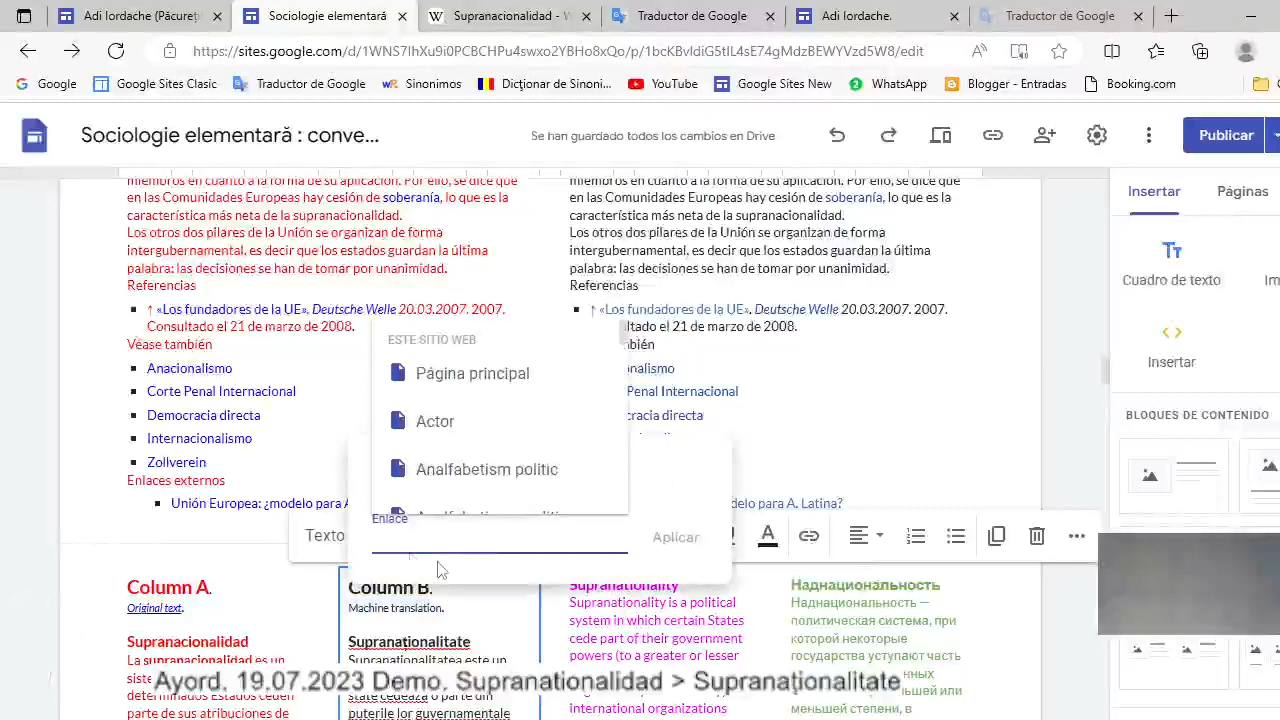 Adi Iordache (Păureț
Sociologie elementară
Supranacionalidad - W
Traductor de Google
Adi Iordache.
Traductor de Google
https://sites.google.com/d/1WNS7lhXu9i0PCBCHPu4swxo2YBHo8xQo/p/1bcKBvldiG5tIL4sE74gMdzBEWYVzd5W8/edit
Google
Google Sites Clasic
Traductor de Google
Sinonimos
Dicționar de Sinoni...
YouTube
Google Sites New
WhatsApp
Blogger - Entradas
Booking.com
Sociologie elementară : conve...
Se han guardado todos los cambios en Drive
Publicar
Insertar
Páginas
Cuadro de texto
Insertar
BLOQUES DE CONTENIDO
miembros en cuanto a la forma de su aplicación. Por ello, se dice que
en las Comunidades Europeas hay cesión de soberanía, lo que es la
característica más neta de la supranacionalidad.
Los otros dos pilares de la Unión se organizan de forma
intergubernamental, es decir que los estados guardan la última
palabra: las decisiones se han de tomar por unanimidad.
Referencias
↑ «Los fundadores de la UE». Deutsche Welle 20.03.2007. 2007.
Consultado el 21 de marzo de 2008.
Véase también
Anacionalismo
Corte Penal Internacional
Democracia directa
Internacionalismo
Zollverein
Enlaces externos
Unión Europea: ¿modelo para A
miembros en cuanto a la forma de su aplicación. Por ello, se dice que
en las Comunidades Europeas hay cesión de soberanía, lo que es la
característica más neta de la supranacionalidad.
Los otros dos pilares de la Unión se organizan de forma
intergubernamental, es decir que los estados guardan la última
palabra: las decisiones se han de tomar por unanimidad.
Referencias
↑ «Los fundadores de la UE». Deutsche Welle 20.03.2007. 2007.
ltado el 21 de marzo de 2008.
mbién
onalismo
Penal Internacional
cracia directa
modelo para A. Latina?
ESTE SITIO WEB
Página principal
Actor
Analfabetism politic
Enlace
Aplicar
Texto
Column A.
Original text.
Supranacionalidad
La supranacionalidad es un
determinados Estados ceden
parte de sus atribuciones de
Column B.
Machine translation.
Supranaționalitate
Supranaționalitatea este un
state cedează o parte din
puterile lor guvernamentale
Supranationality
Supranationality is a political
system in which certain States
cede part of their government
powers (to a greater or lesser
international organizations
Наднациональность
Наднациональность —
политическая система, при
которой некоторые
государства уступают часть
меньшей степени, в
Ayord. 19.07.2023 Demo. Supranationalidad > Supranaționalitate